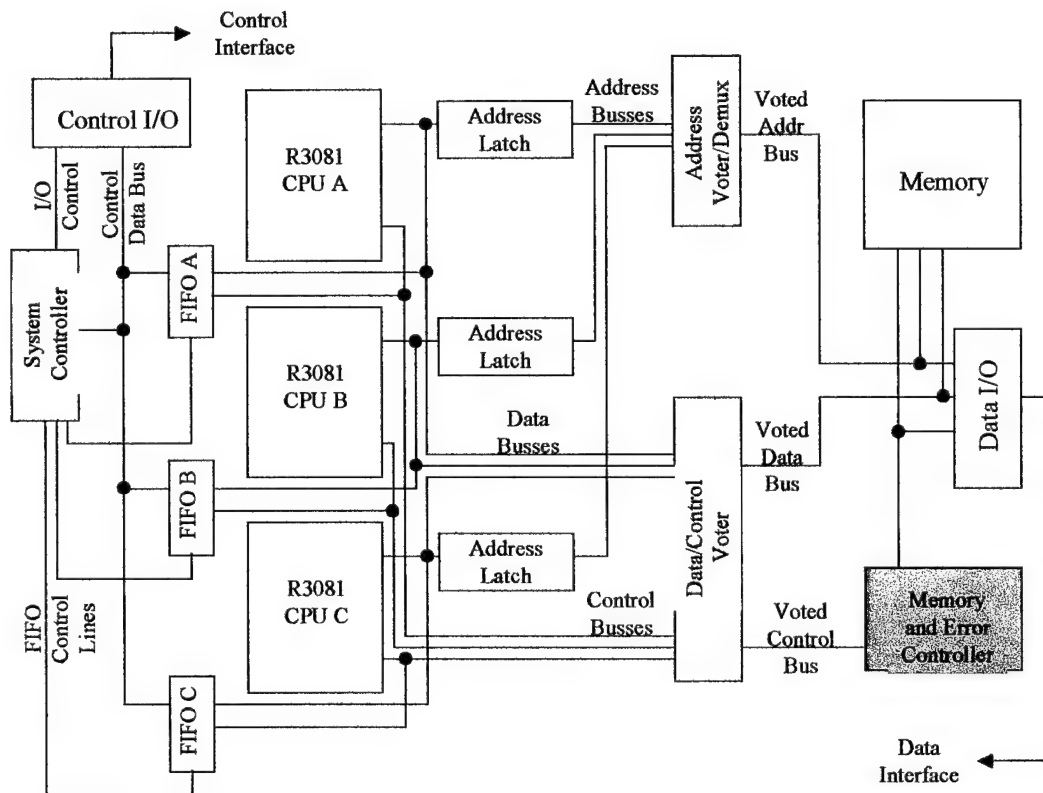 Control
Interface
Control I/O
I/O
Control
Control
Data Bus
System
Controller
FIFO A
FIFO B
FIFO C
FIFO
Control
Lines
R3081
CPU A
R3081
CPU B
R3081
CPU C
Address
Latch
Address
Latch
Address
Latch
Address
Busses
Data
Busses
Control
Busses
Address
Voter/Demux
Data/Control
Voter
Voted
Addr
Bus
Voted
Data
Bus
Voted
Control
Bus
Memory
Data I/O
Memory
and Error
Controller
Data
Interface